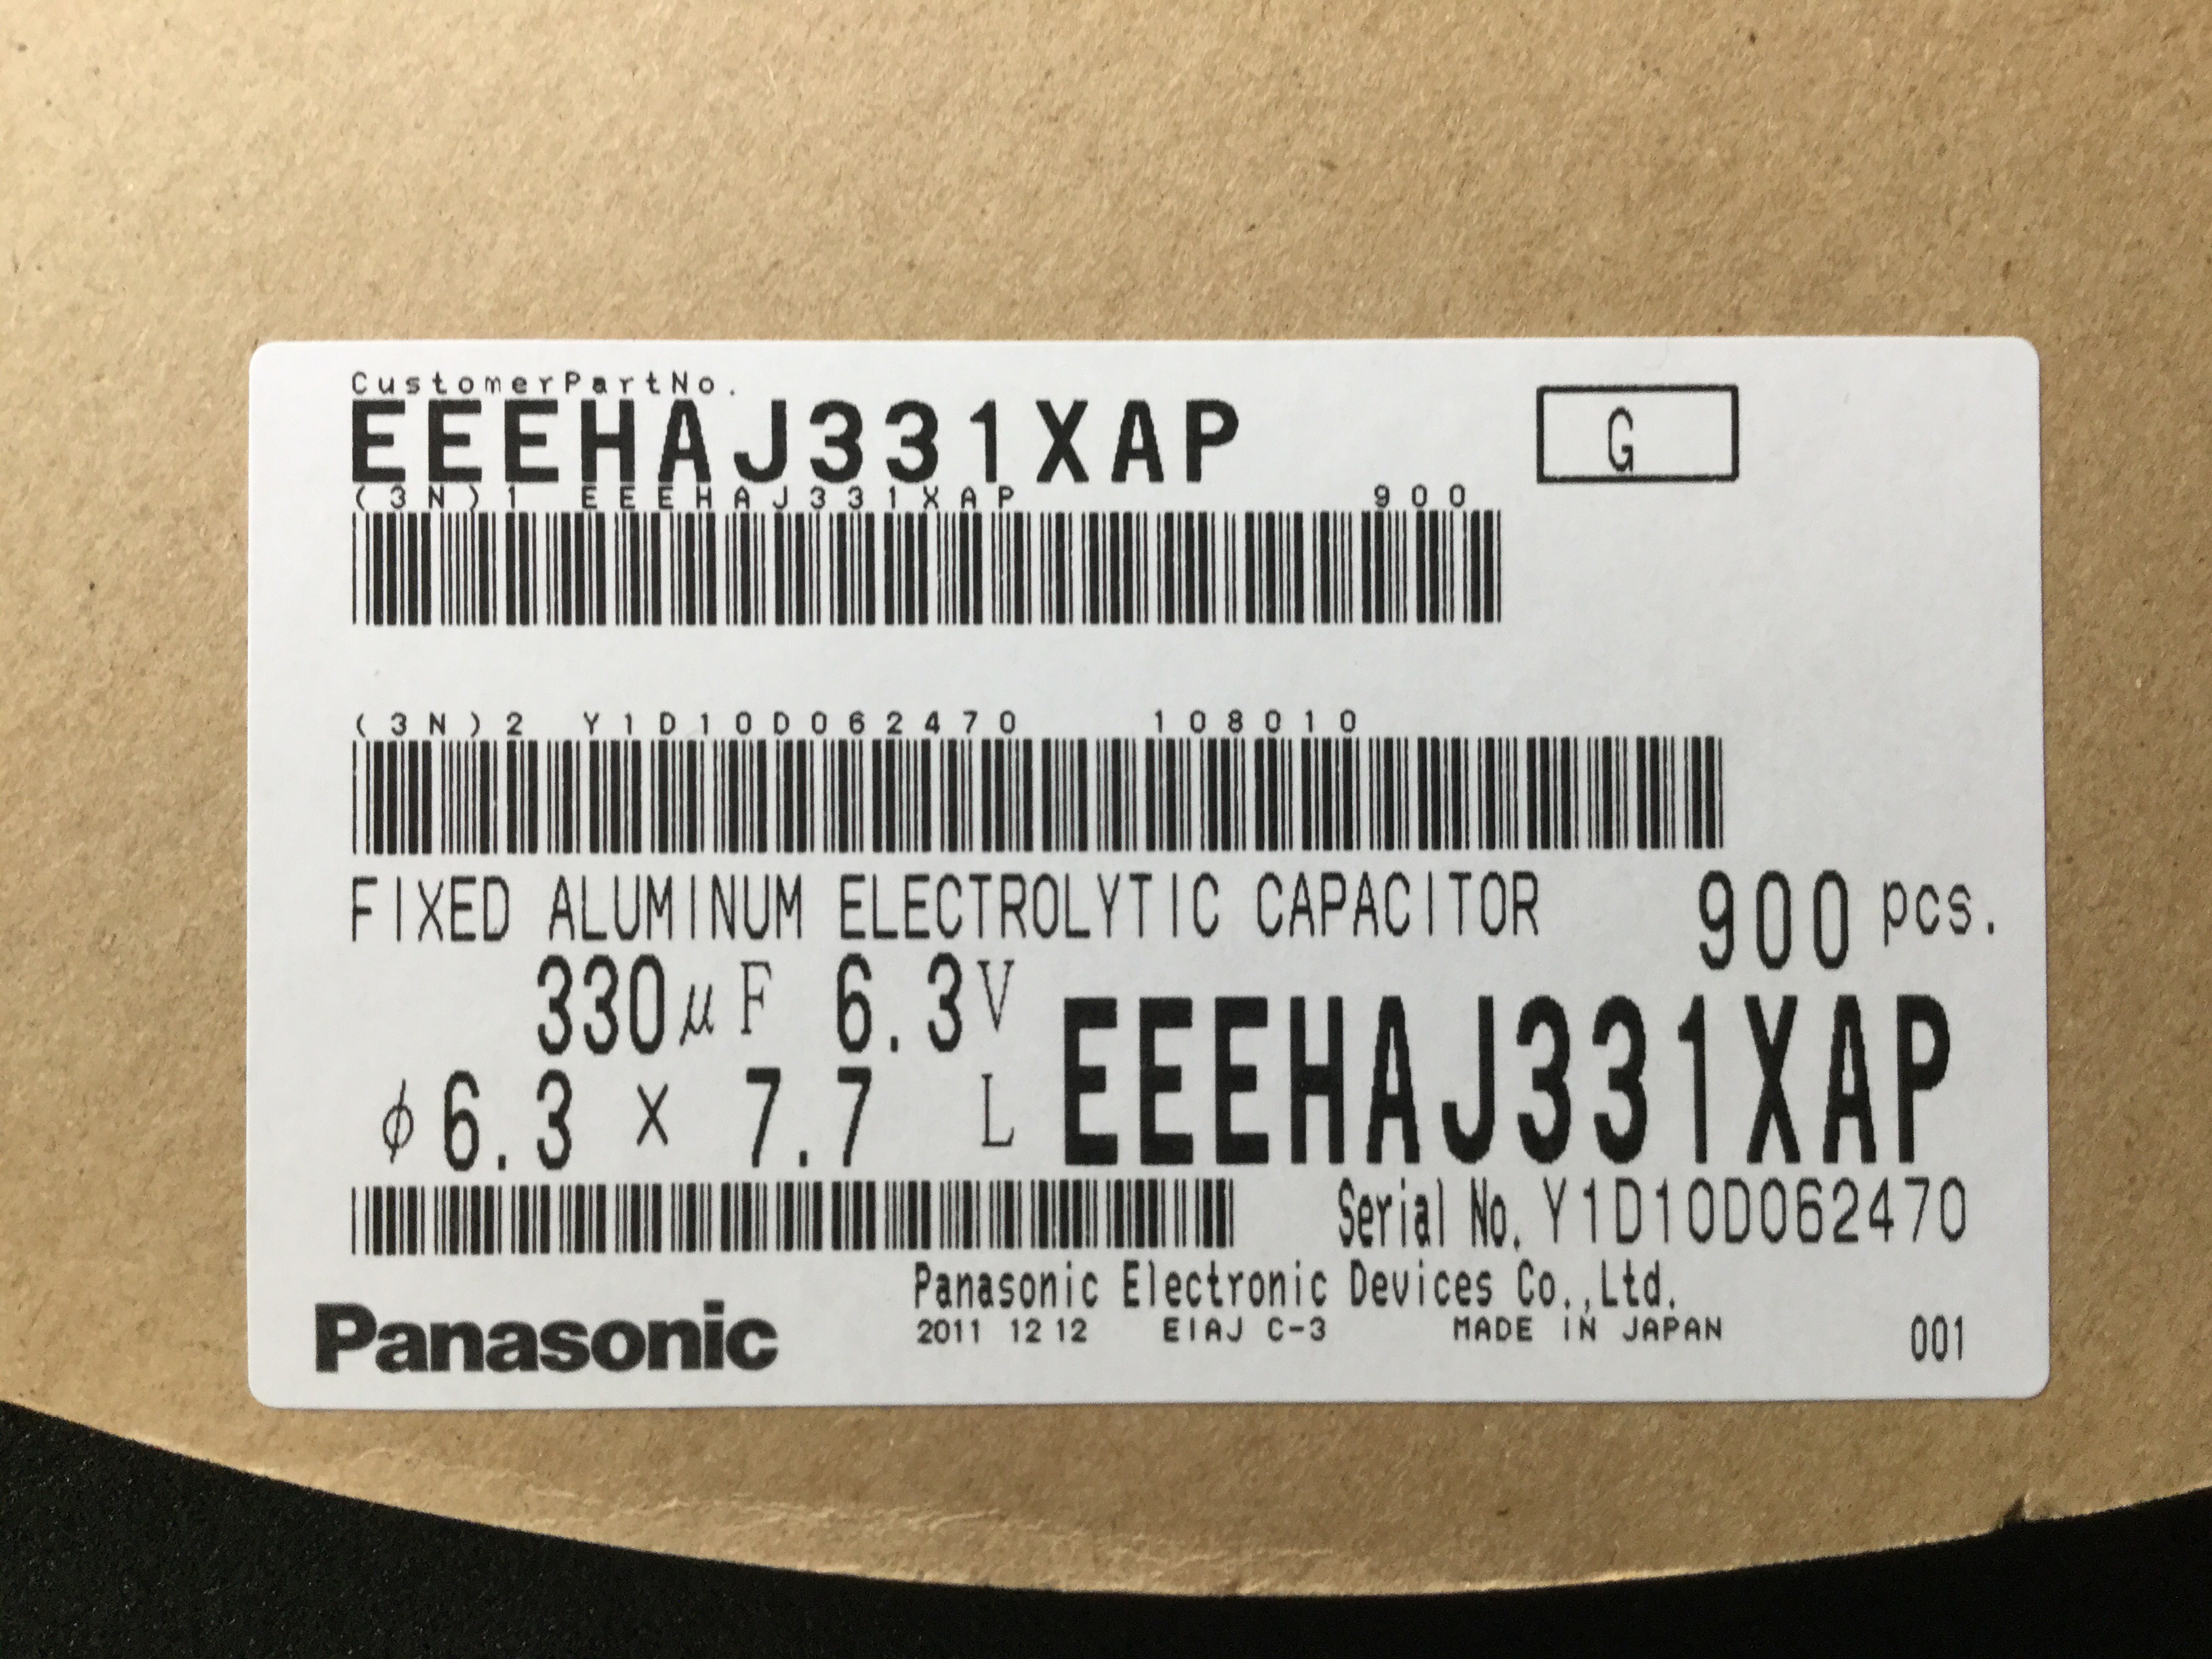 CustomerPartNo.
EEEHAJ331XAP
G
(3N)1 EEEHAJ331XAP 900
(3N)2 Y1D10D062470 108010
FIXED ALUMINUM ELECTROLYTIC CAPACITOR 900 pcs.
330μF 6.3V
EEEHAJ331XAP
φ6.3 × 7.7 L
Serial No. Y1D10D062470
Panasonic Electronic Devices Co.,Ltd.
Panasonic
2011 12 12 EIAJ C-3 MADE IN JAPAN 001